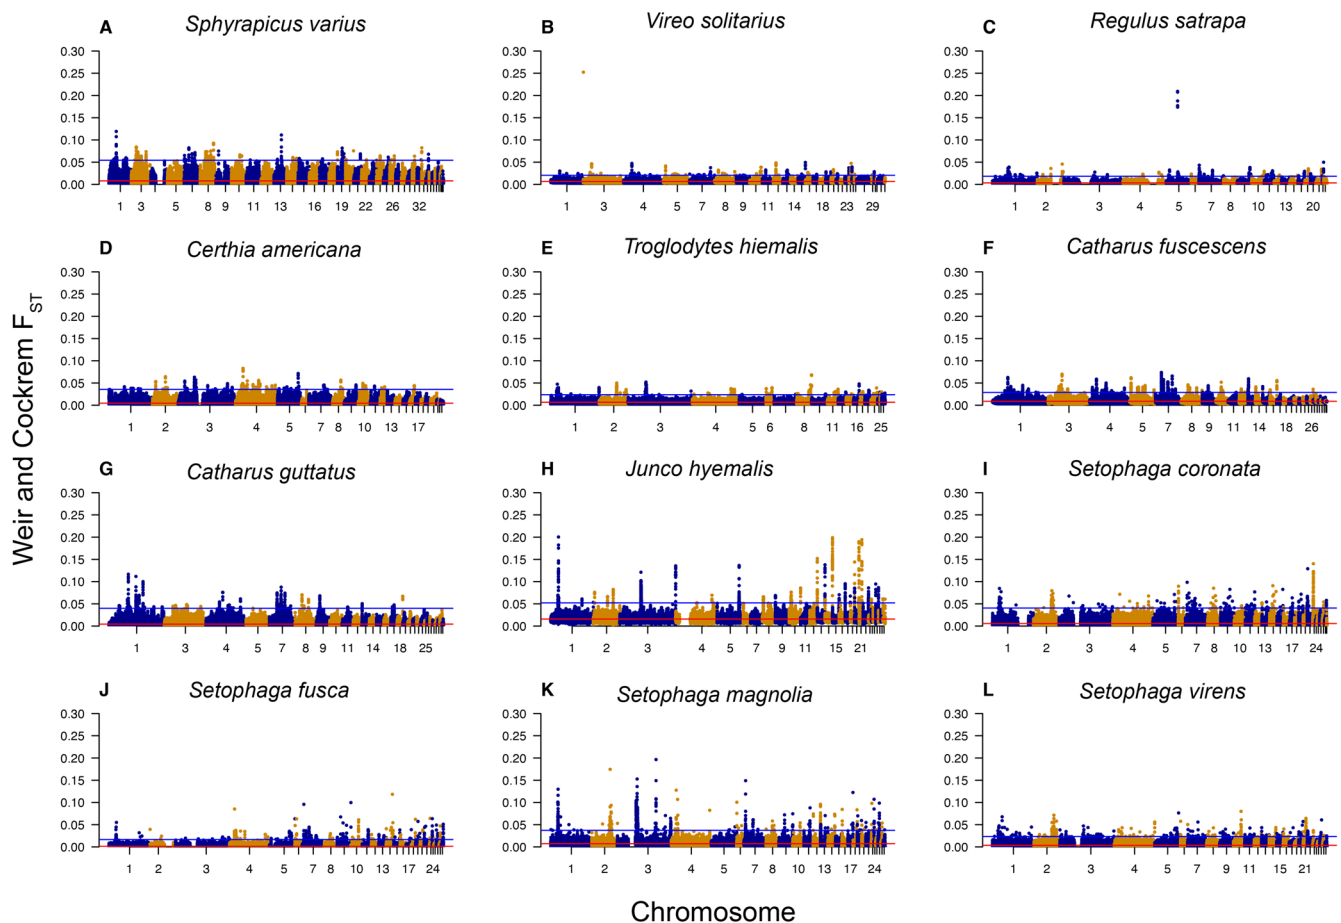 A Sphyrapicus varius
B Vireo solitarius
C Regulus satrapa
0.30 0.30 0.30
0.25 0.25 0.25
0.20 0.20 0.20
0.15 0.15 0.15
0.10 0.10 0.10
0.05 0.05 0.05
0.00 0.00 0.00
1 3 5 8 9 11 13 16 19 22 26 32
1 3 4 5 7 8 9 11 14 18 23 29
1 2 3 4 5 7 8 10 13 20
D Certhia americana
E Troglodytes hiemalis
F Catharus fuscescens
0.30 0.30 0.30
0.25 0.25 0.25
0.20 0.20 0.20
0.15 0.15 0.15
0.10 0.10 0.10
0.05 0.05 0.05
0.00 0.00 0.00
1 2 3 4 5 7 8 10 13 17
1 2 3 4 5 6 8 11 16 25
1 3 4 5 7 8 9 11 14 18 26
Weir and Cockrem FST
G Catharus guttatus
H Junco hyemalis
I Setophaga coronata
0.30 0.30 0.30
0.25 0.25 0.25
0.20 0.20 0.20
0.15 0.15 0.15
0.10 0.10 0.10
0.05 0.05 0.05
0.00 0.00 0.00
1 3 4 5 7 8 9 11 14 18 25
1 2 3 4 5 7 9 11 15 21
1 2 3 4 5 7 8 10 13 17 24
J Setophaga fusca
K Setophaga magnolia
L Setophaga virens
0.30 0.30 0.30
0.25 0.25 0.25
0.20 0.20 0.20
0.15 0.15 0.15
0.10 0.10 0.10
0.05 0.05 0.05
0.00 0.00 0.00
1 2 3 4 5 7 8 10 13 17 24
1 2 3 4 6 7 8 10 13 17 24
1 2 3 4 5 7 9 11 15 21
Chromosome